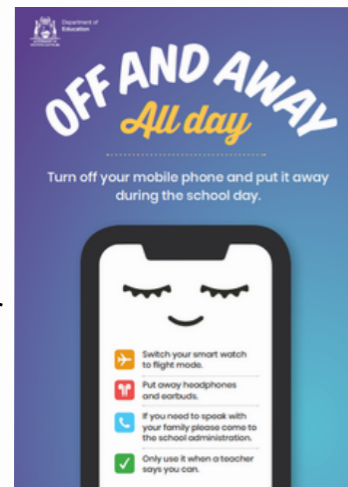 Department of
Education
OFF AND AWAY
All day
Turn off your mobile phone and put it away
during the school day.
Switch your smart watch
to flight mode.
Put away headphones
and earbuds.
If you need to speak with
your family please come to
the school administration.
Only use it when a teacher
says you can.